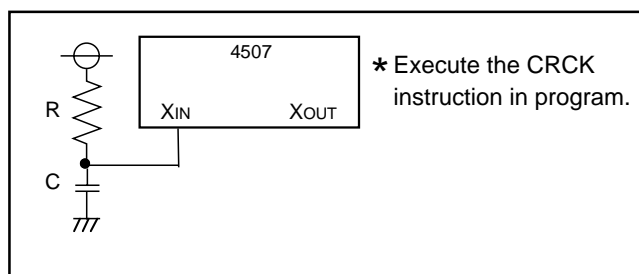 4507
* Execute the CRCK
instruction in program.
R
XIN
XOUT
C